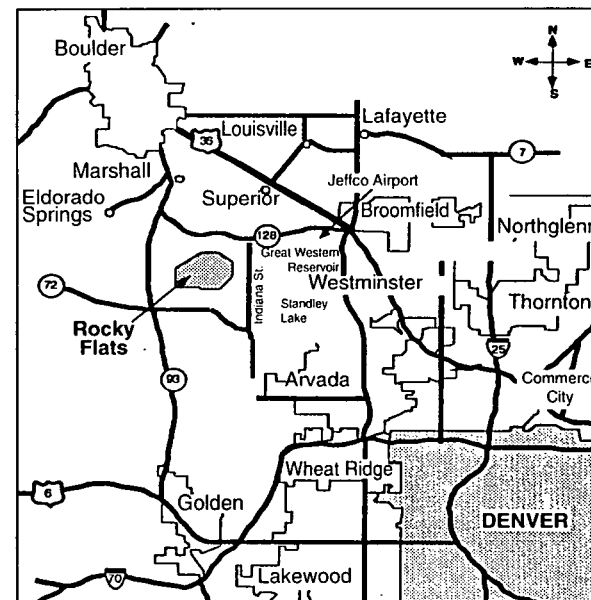 Boulder
N
W E
S
Lafayette
Louisville
36
7
Marshall
Jeffco Airport
Eldorado
Springs
Superior
Broomfield
Northglenn
128
Great Western
Reservoir
72
Indiana St.
Westminster
Standley
Lake
Thornton
Rocky
Flats
25
93
Arvada
Commerce
City
Wheat Ridge
6
Golden
DENVER
70
Lakewood